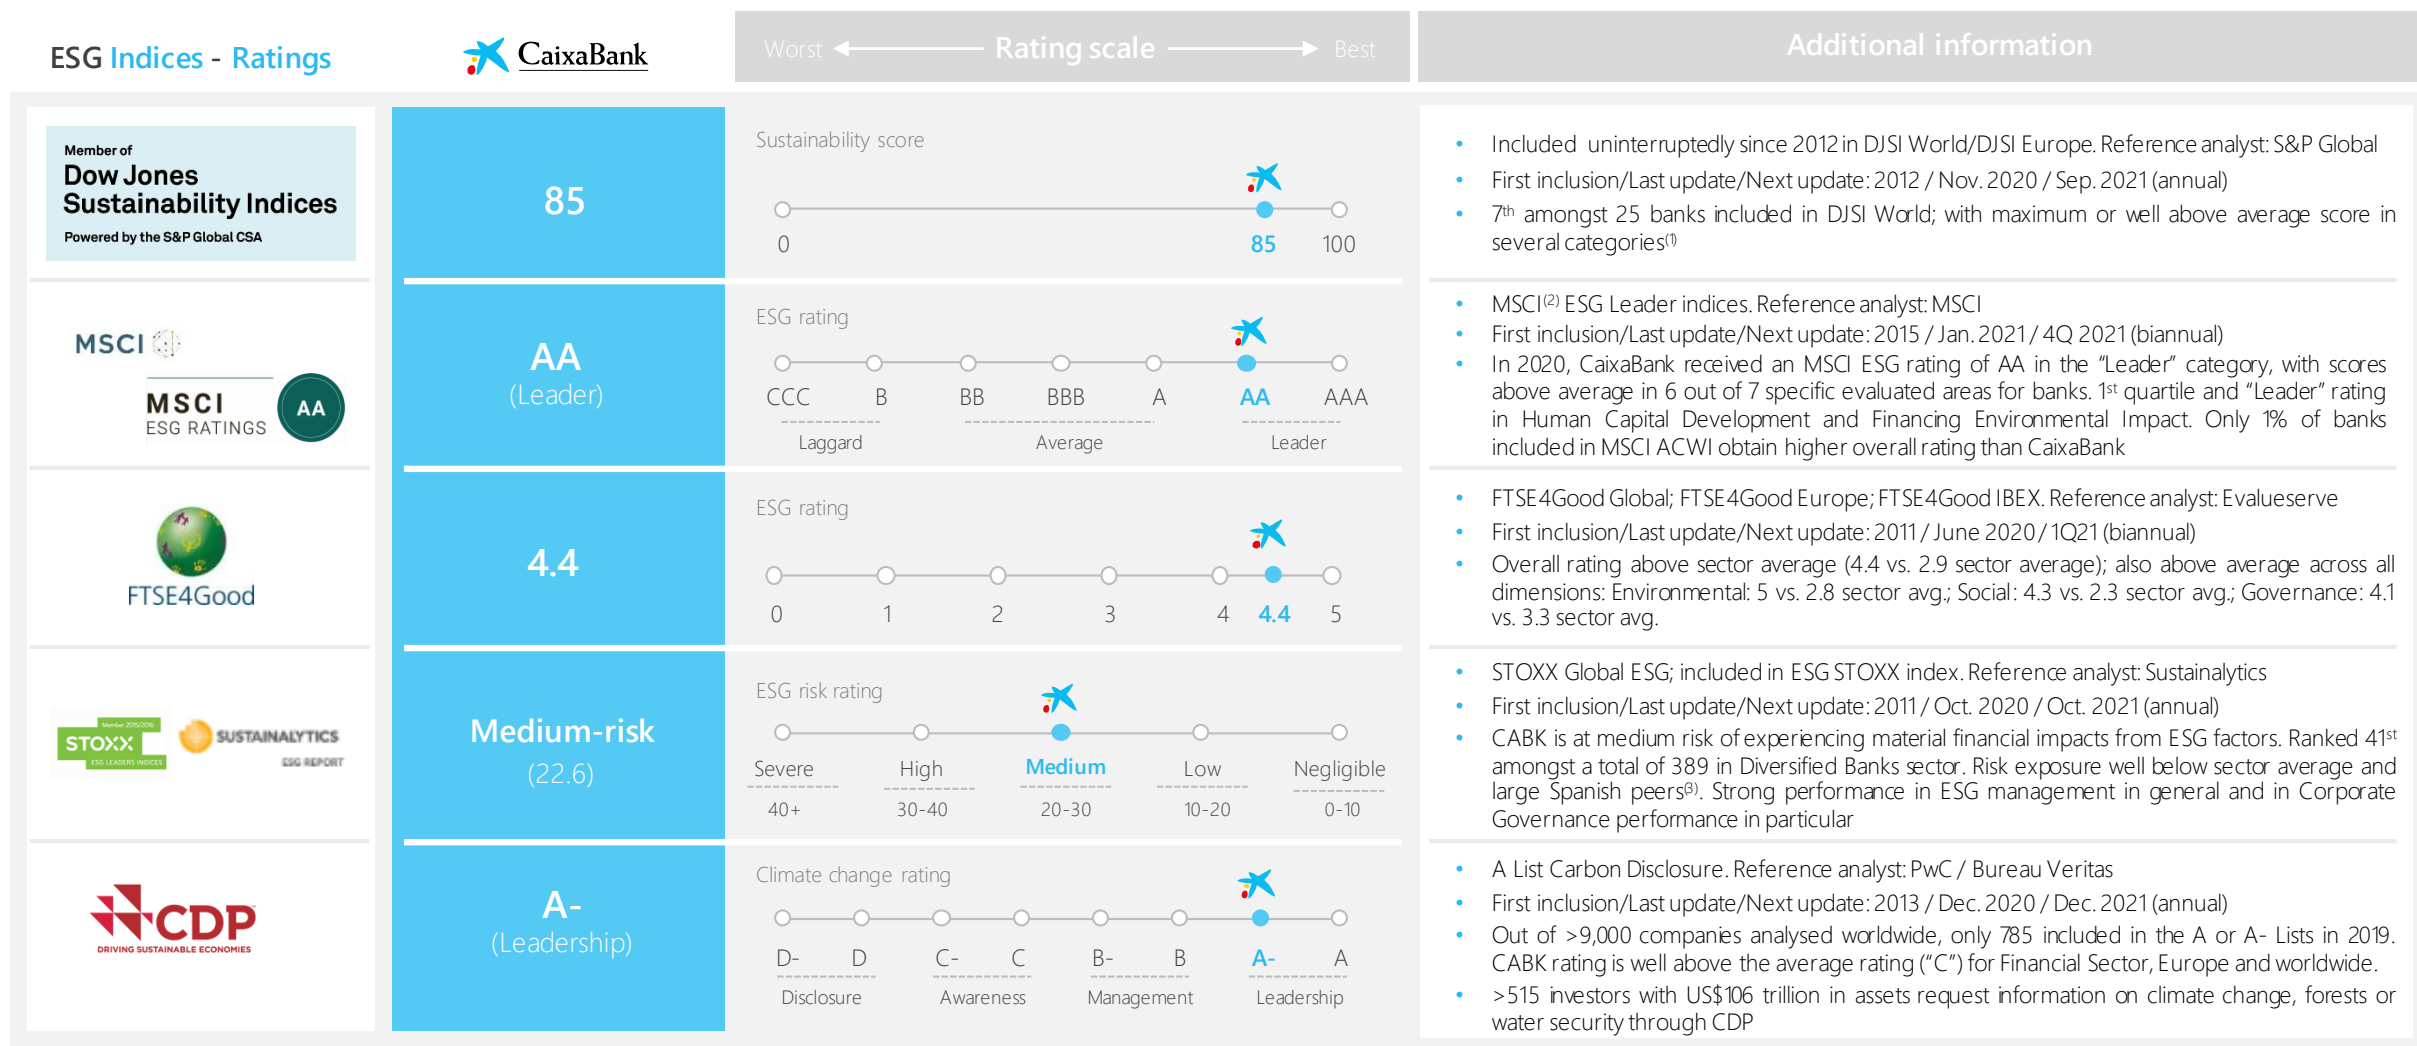 ESG Indices - Ratings
CaixaBank
Worst
Rating scale
Best
Additional information
Member of
Dow Jones
Sustainability Indices
Powered by the S&P Global CSA
85
Sustainability score
0
85
100
• Included uninterruptedly since 2012 in DJSI World/DJSI Europe. Reference analyst: S&P Global
• First inclusion/Last update/Next update: 2012 / Nov. 2020 / Sep. 2021 (annual)
• 7th amongst 25 banks included in DJSI World; with maximum or well above average score in
several categories(1)
MSCI
MSCI
ESG RATINGS
AA
AA
(Leader)
ESG rating
CCC B BB BBB A AA AAA
Laggard Average Leader
• MSCI(2) ESG Leader indices. Reference analyst: MSCI
• First inclusion/Last update/Next update: 2015 / Jan. 2021 / 4Q 2021 (biannual)
• In 2020, CaixaBank received an MSCI ESG rating of AA in the “Leader” category, with scores
above average in 6 out of 7 specific evaluated areas for banks. 1st quartile and “Leader” rating
in Human Capital Development and Financing Environmental Impact. Only 1% of banks
included in MSCI ACWI obtain higher overall rating than CaixaBank
FTSE4Good
4.4
ESG rating
0 1 2 3 4 4.4 5
• FTSE4Good Global; FTSE4Good Europe; FTSE4Good IBEX. Reference analyst: Evalueserve
• First inclusion/Last update/Next update: 2011 / June 2020 / 1Q21 (biannual)
• Overall rating above sector average (4.4 vs. 2.9 sector average); also above average across all
dimensions: Environmental: 5 vs. 2.8 sector avg.; Social: 4.3 vs. 2.3 sector avg.; Governance: 4.1
vs. 3.3 sector avg.
Member 2015/2016
STOXX
ESG LEADERS INDICES
SUSTAINALYTICS
ESG REPORT
Medium-risk
(22.6)
ESG risk rating
Severe High Medium Low Negligible
40+ 30-40 20-30 10-20 0-10
• STOXX Global ESG; included in ESG STOXX index. Reference analyst: Sustainalytics
• First inclusion/Last update/Next update: 2011 / Oct. 2020 / Oct. 2021 (annual)
• CABK is at medium risk of experiencing material financial impacts from ESG factors. Ranked 41st
amongst a total of 389 in Diversified Banks sector. Risk exposure well below sector average and
large Spanish peers(3). Strong performance in ESG management in general and in Corporate
Governance performance in particular
CDP
DRIVING SUSTAINABLE ECONOMIES
A-
(Leadership)
Climate change rating
D- D C- C B- B A- A
Disclosure Awareness Management Leadership
• A List Carbon Disclosure. Reference analyst: PwC / Bureau Veritas
• First inclusion/Last update/Next update: 2013 / Dec. 2020 / Dec. 2021 (annual)
• Out of >9,000 companies analysed worldwide, only 785 included in the A or A- Lists in 2019.
CABK rating is well above the average rating (“C”) for Financial Sector, Europe and worldwide.
• >515 investors with US$106 trillion in assets request information on climate change, forests or
water security through CDP